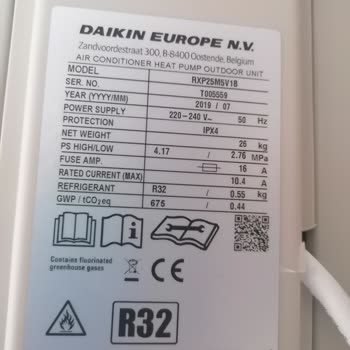 DAIKIN EUROPE N.V.
Zandvoordestraat 300, B-8400 Oostende, Belgium
AIR CONDITIONER HEAT PUMP OUTDOOR UNIT
MODEL RXP25M5V1B
SER. NO. T005559
YEAR (YYYY/MM) 2019 / 07
POWER SUPPLY 220-240 V~ 50 Hz
PROTECTION IPX4
NET WEIGHT 26 kg
PS HIGH/LOW 4.17 / 2.76 MPa
FUSE AMP. 16 A
RATED CURRENT (MAX) 10.4 A
REFRIGERANT R32 / 0.55 kg
GWP / tCO2eq 675 / 0.44
Contains fluorinated
greenhouse gases
CE
R32